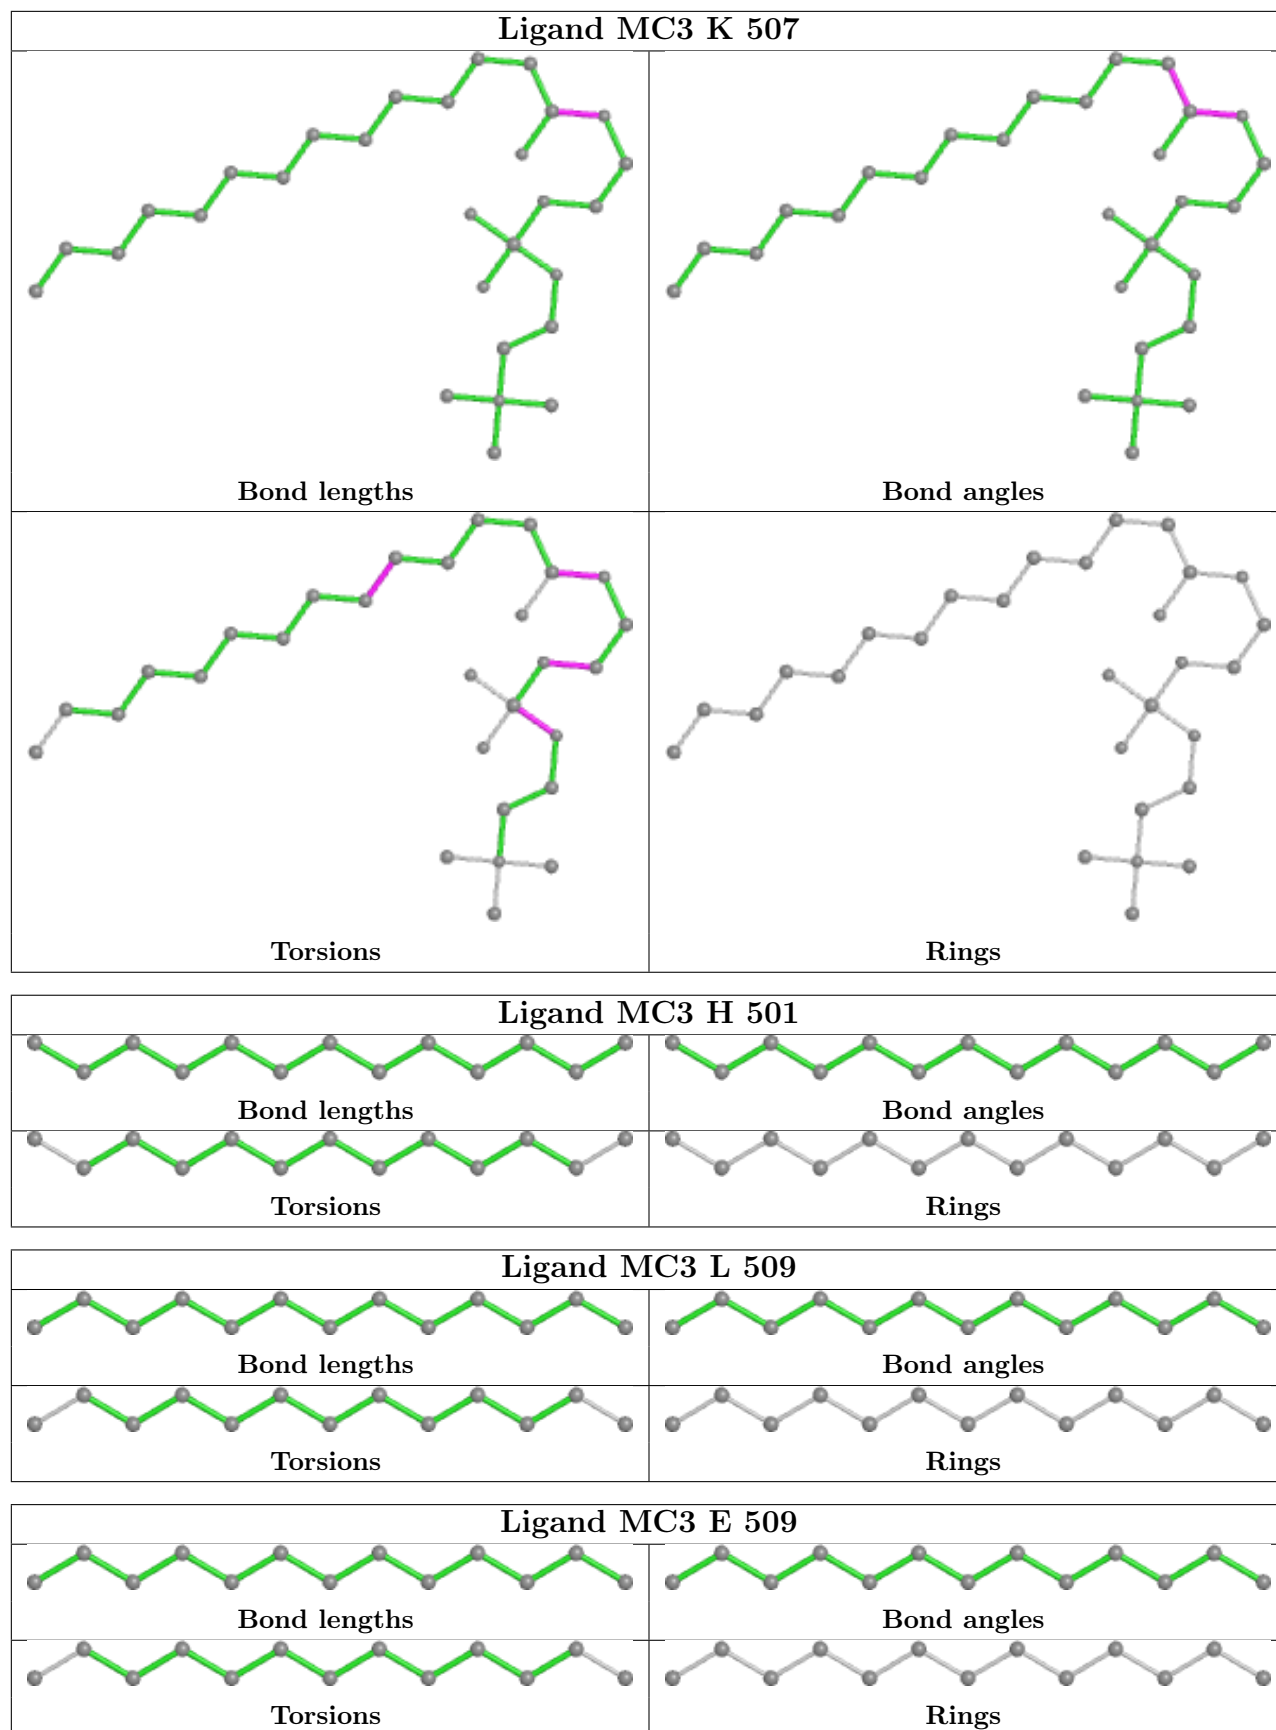 Ligand MC3 K 507
Bond lengths
Bond angles
Torsions
Rings
Ligand MC3 H 501
Bond lengths
Bond angles
Torsions
Rings
Ligand MC3 L 509
Bond lengths
Bond angles
Torsions
Rings
Ligand MC3 E 509
Bond lengths
Bond angles
Torsions
Rings